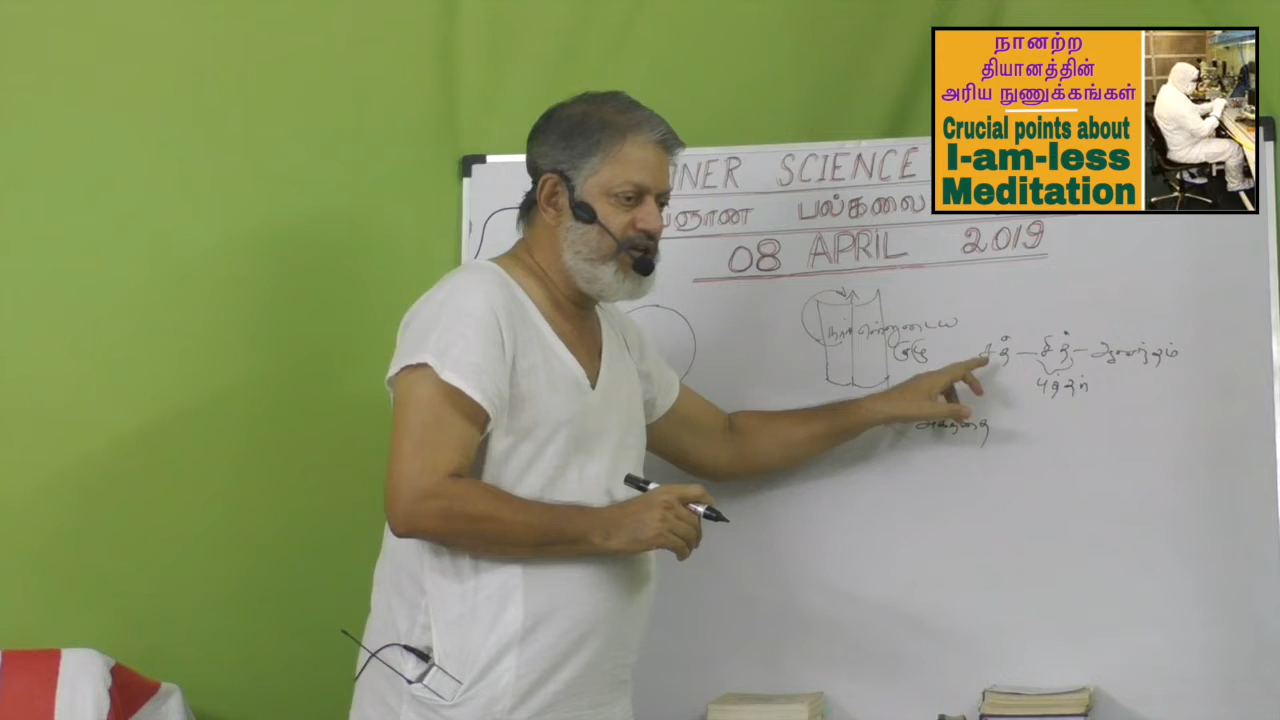 நானற்ற
தியானத்தின்
அரிய நுணுக்கங்கள்
Crucial points about
I-am-less
Meditation
NER SCIENCE
ஞான பல்கலை
08 APRIL 2019
நான் என்னுடைய
சத் — சித் — ஆனந்தம்